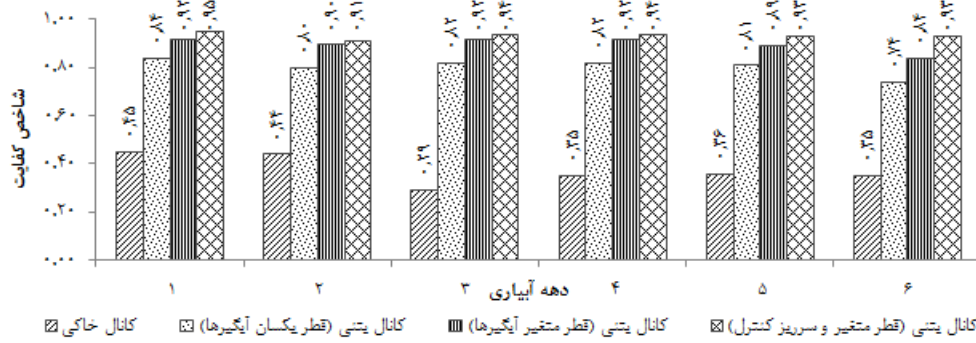 شاخص کفایت
۱٫۰۰
۰٫۸۰
۰٫۶۰
۰٫۴۰
۰٫۲۰
۰٫۰۰
۰٫۴۵ ۰٫۸۴ ۰٫۹۲ ۰٫۹۵
۰٫۴۴ ۰٫۸۰ ۰٫۹۰ ۰٫۹۱
۰٫۲۹ ۰٫۸۲ ۰٫۹۲ ۰٫۹۴
۰٫۳۵ ۰٫۸۲ ۰٫۹۲ ۰٫۹۴
۰٫۳۶ ۰٫۸۱ ۰٫۸۹ ۰٫۹۳
۰٫۳۵ ۰٫۷۴ ۰٫۸۴ ۰٫۹۳
۱ ۲ ۳ ۴ ۵ ۶
دهه آبیاری
کانال خاکی
کانال بتنی (قطر یکسان آبگیرها)
کانال بتنی (قطر متغیر آبگیرها)
کانال بتنی (قطر متغیر و سرریز کنترل)